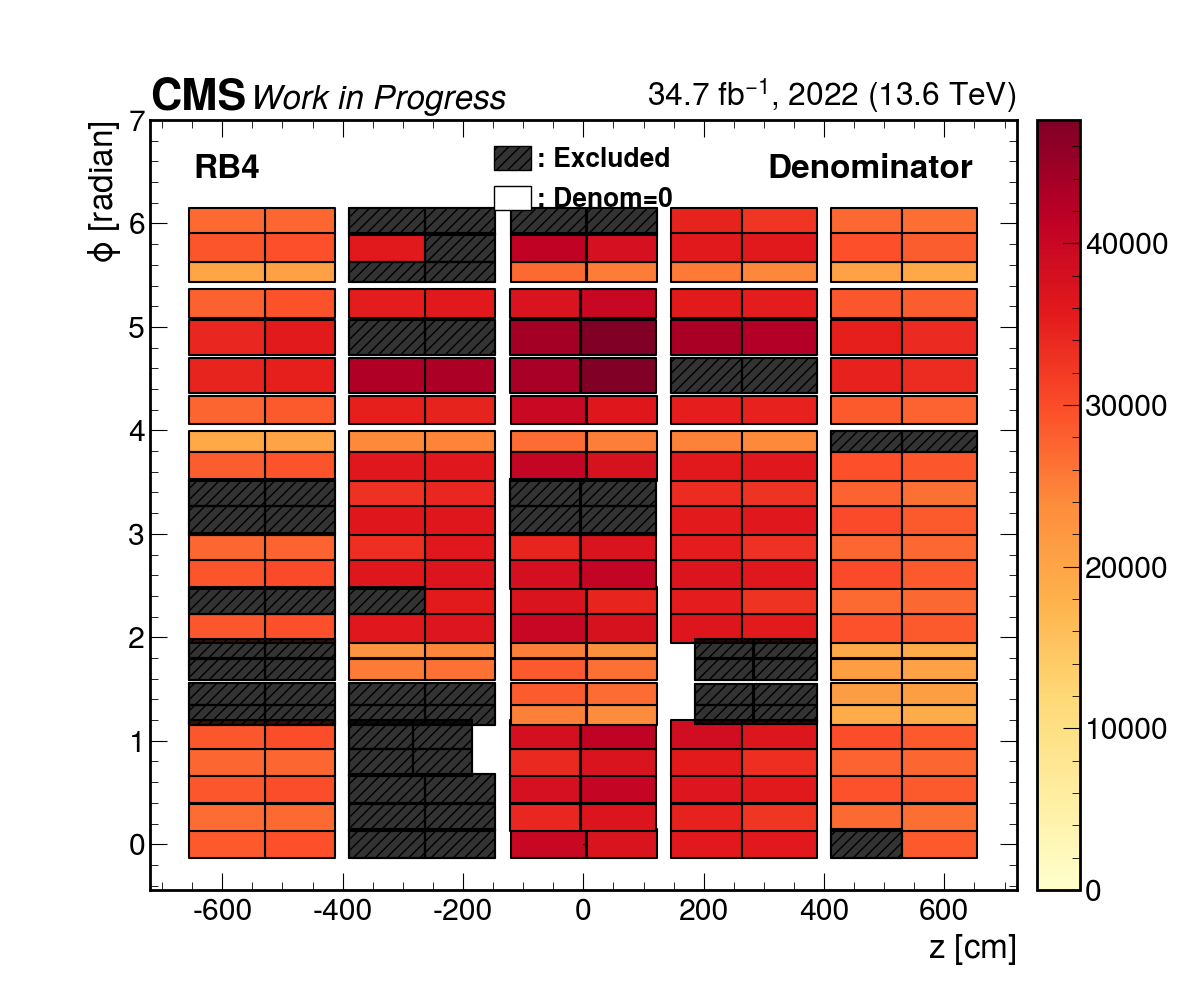 CMS Work in Progress 34.7 fb⁻¹, 2022 (13.6 TeV)
RB4 : Excluded Denominator
: Denom=0
ϕ [radian]
7
6
5
4
3
2
1
0
-600 -400 -200 0 200 400 600
z [cm]
40000
30000
20000
10000
0